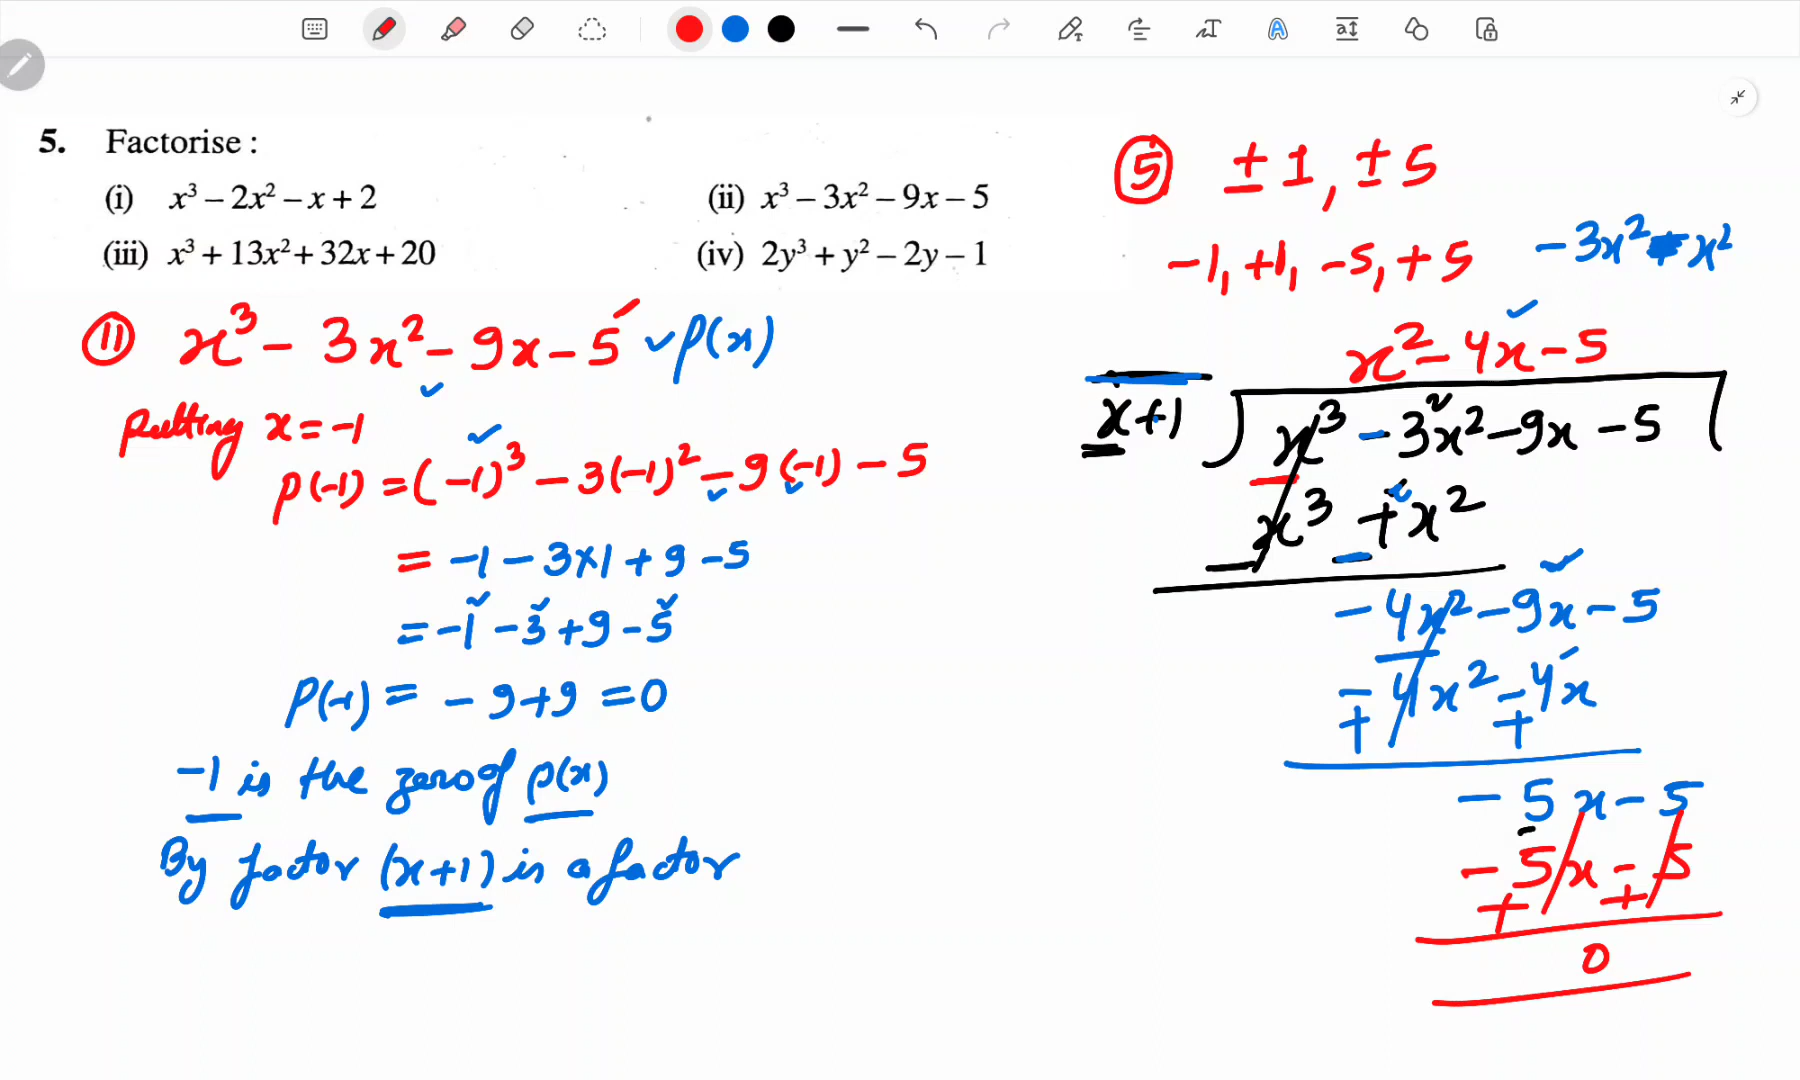 5. Factorise :
(i) x³ – 2x² – x + 2 (ii) x³ – 3x² – 9x – 5
(iii) x³ + 13x² + 32x + 20 (iv) 2y³ + y² – 2y – 1
(ii) x³ - 3x² - 9x - 5 p(x)
Putting x = -1
p(-1) = (-1)³ - 3(-1)² - 9(-1) - 5
= -1 - 3×1 + 9 - 5
= -1 - 3 + 9 - 5
P(-1) = - 9 + 9 = 0
-1 is the zero of p(x)
By factor (x+1) is a factor
5 ± 1, ± 5
-1, +1, -5, +5
-3x² - x²
x² - 4x - 5
x+1 ) x³ - 3x² - 9x - 5 (
x³ + x²
- -
- 4x² - 9x - 5
- 4x² - 4x
+ +
- 5x - 5
- 5x - 5
+ +
0